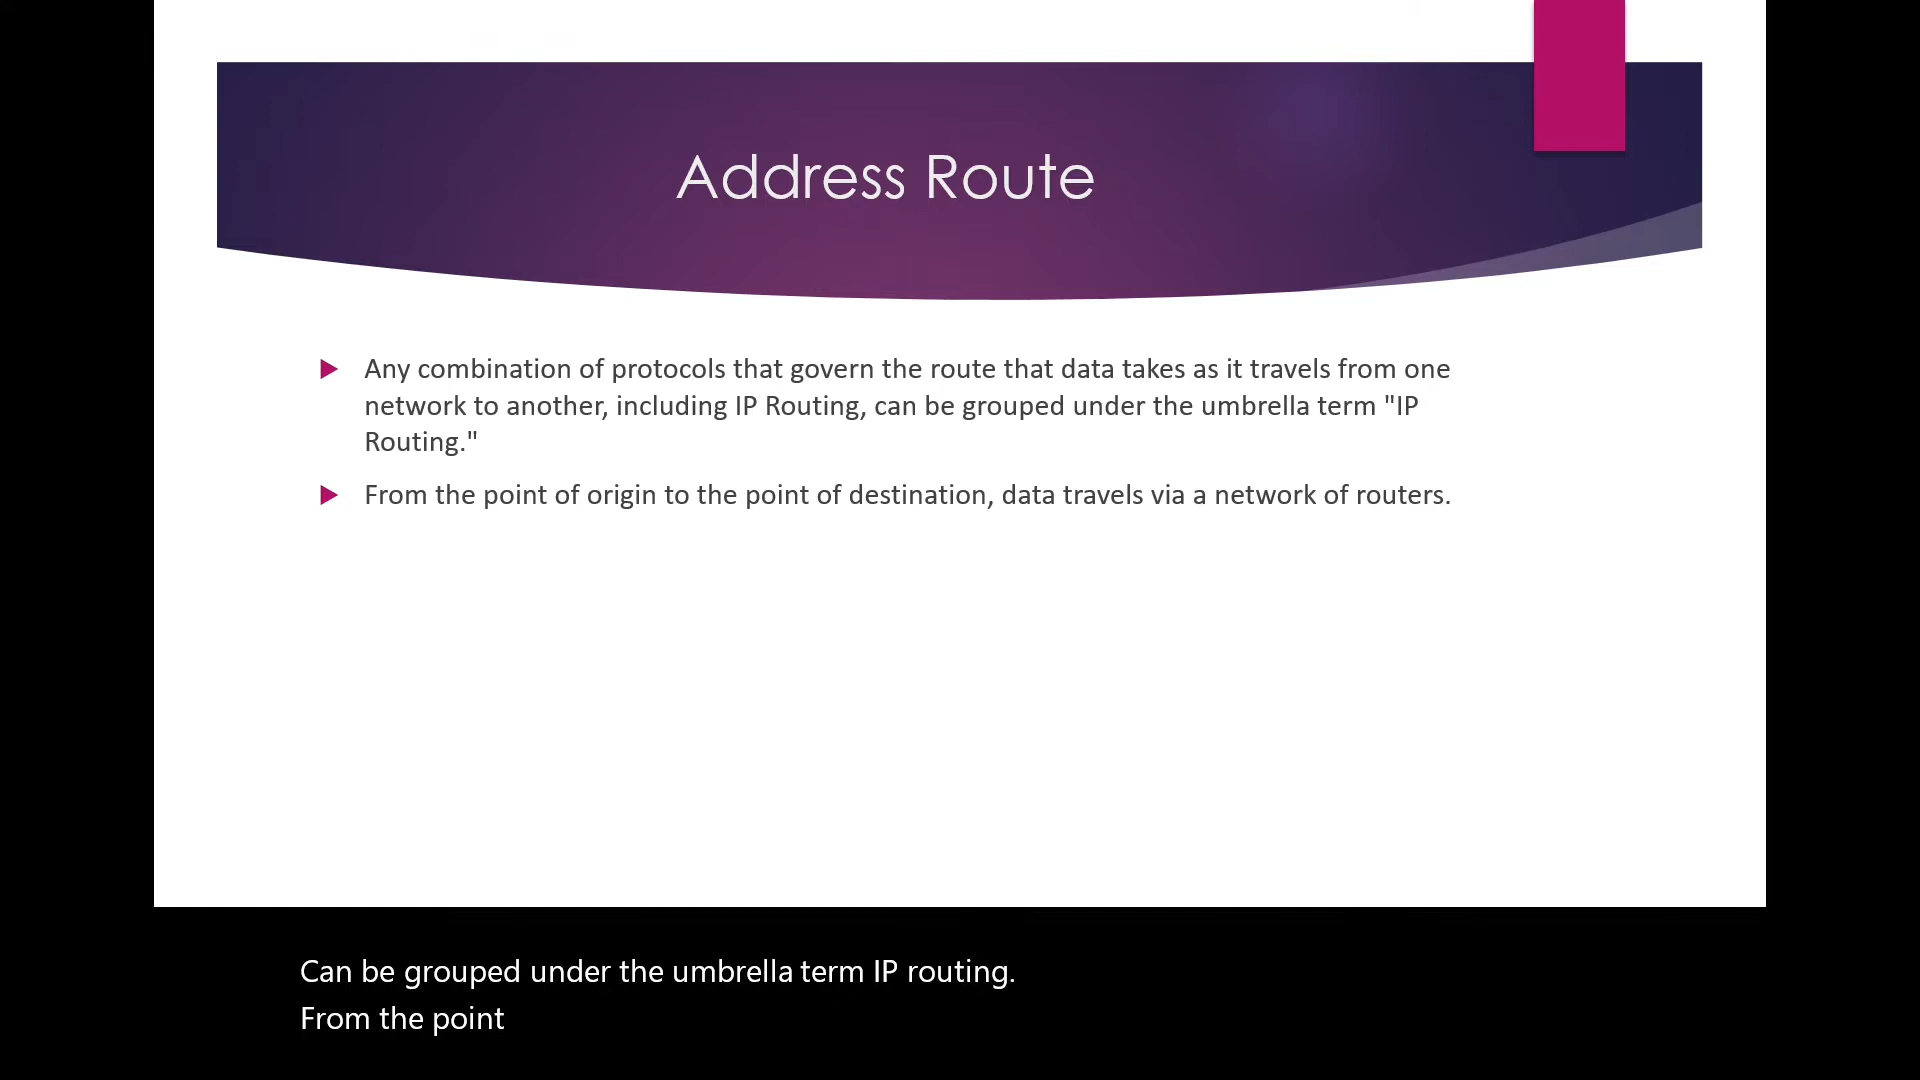 Address Route
Any combination of protocols that govern the route that data takes as it travels from one
network to another, including IP Routing, can be grouped under the umbrella term "IP
Routing."
From the point of origin to the point of destination, data travels via a network of routers.
Can be grouped under the umbrella term IP routing.
From the point